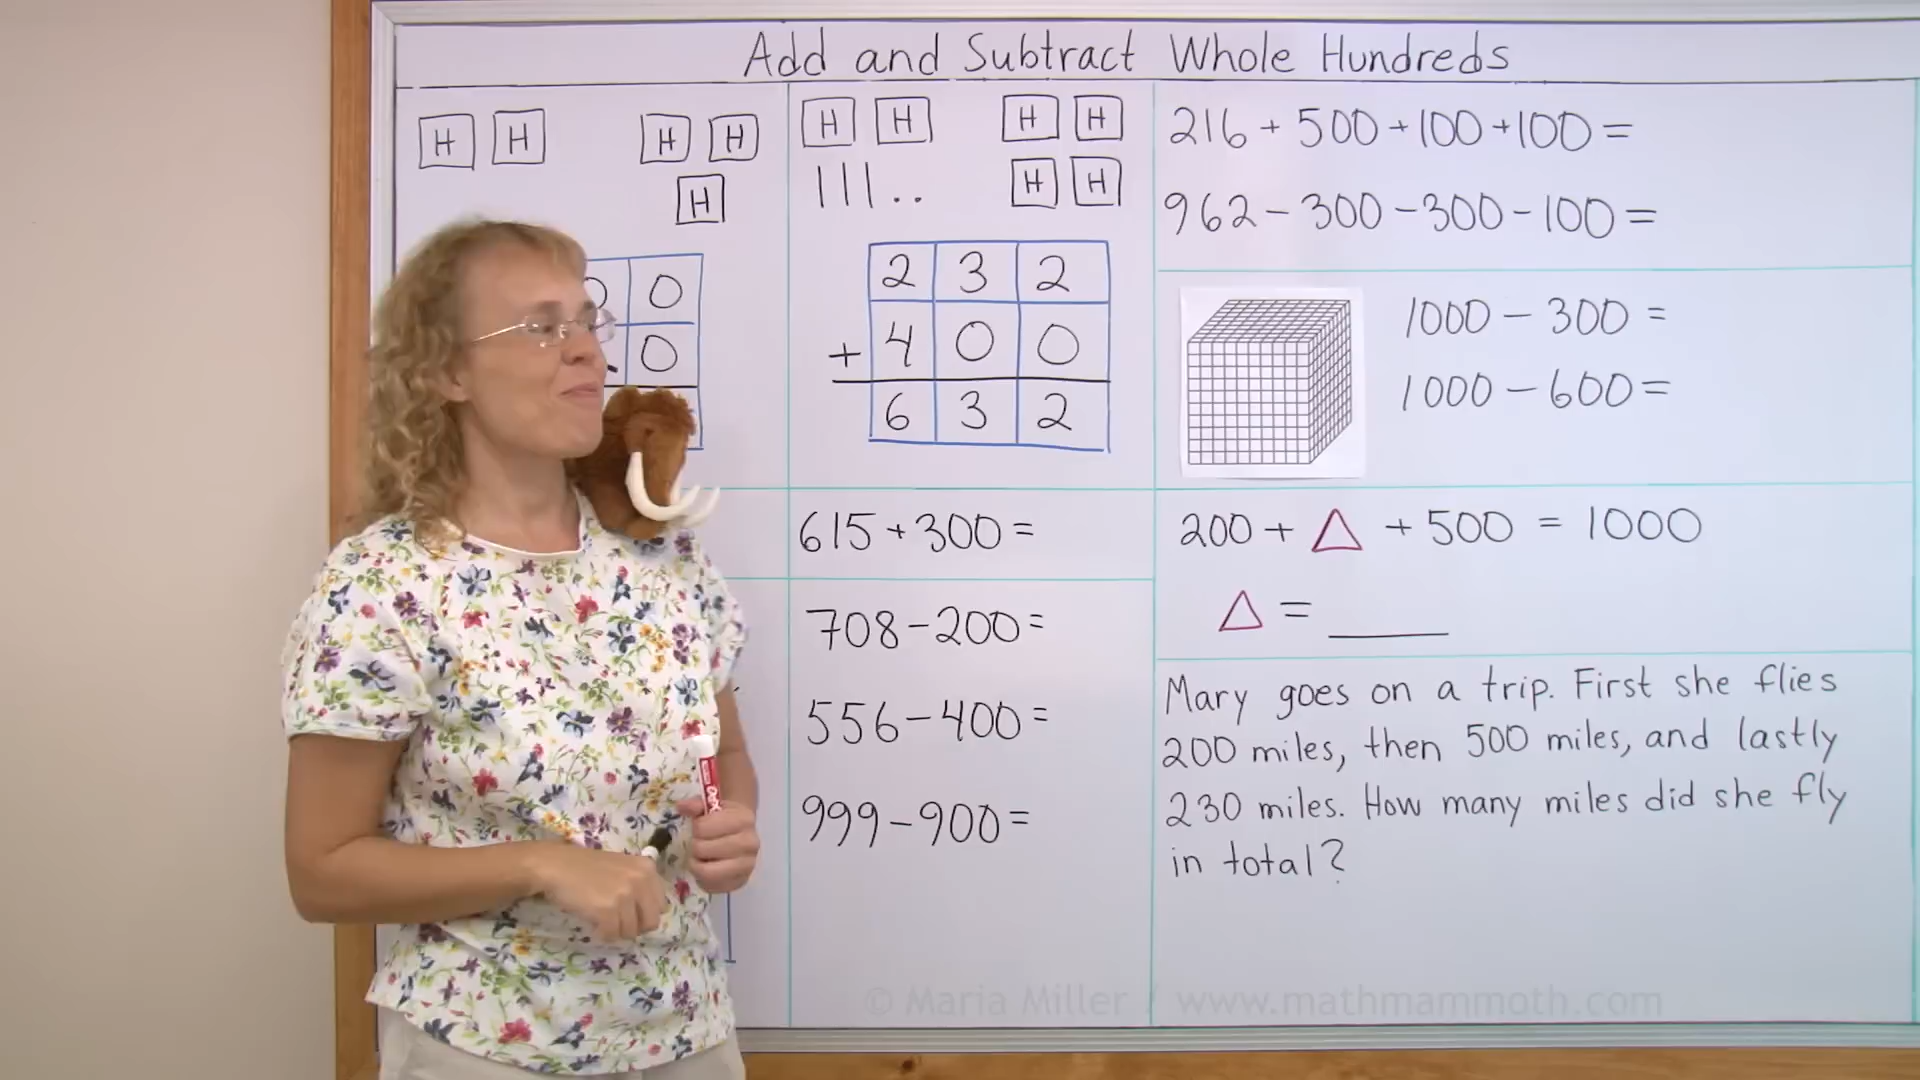 Add and Subtract Whole Hundreds
H H H H
H
0
0
H H H H
H H
2 3 2
+ 4 0 0
6 3 2
615 + 300 =
708 - 200 =
556 - 400 =
999 - 900 =
216 + 500 + 100 + 100 =
962 - 300 - 300 - 100 =
1000 - 300 =
1000 - 600 =
200 + △ + 500 = 1000
△ = ____
Mary goes on a trip. First she flies
200 miles, then 500 miles, and lastly
230 miles. How many miles did she fly
in total?
© Maria Miller / www.mathmammoth.com